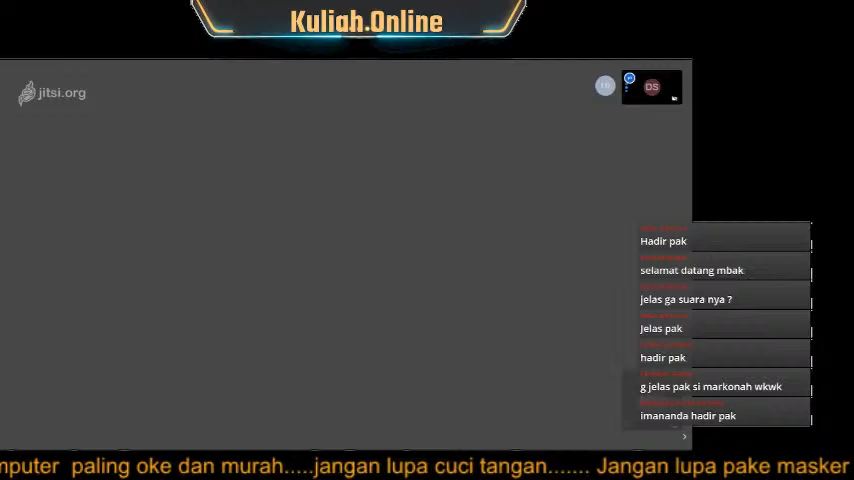 Kuliah.Online
jitsi.org
DS
Hadir pak
selamat datang mbak
jelas ga suara nya ?
Jelas pak
hadir pak
g jelas pak si markonah wkwk
imananda hadir pak
mputer paling oke dan murah.....jangan lupa cuci tangan....... Jangan lupa pake masker